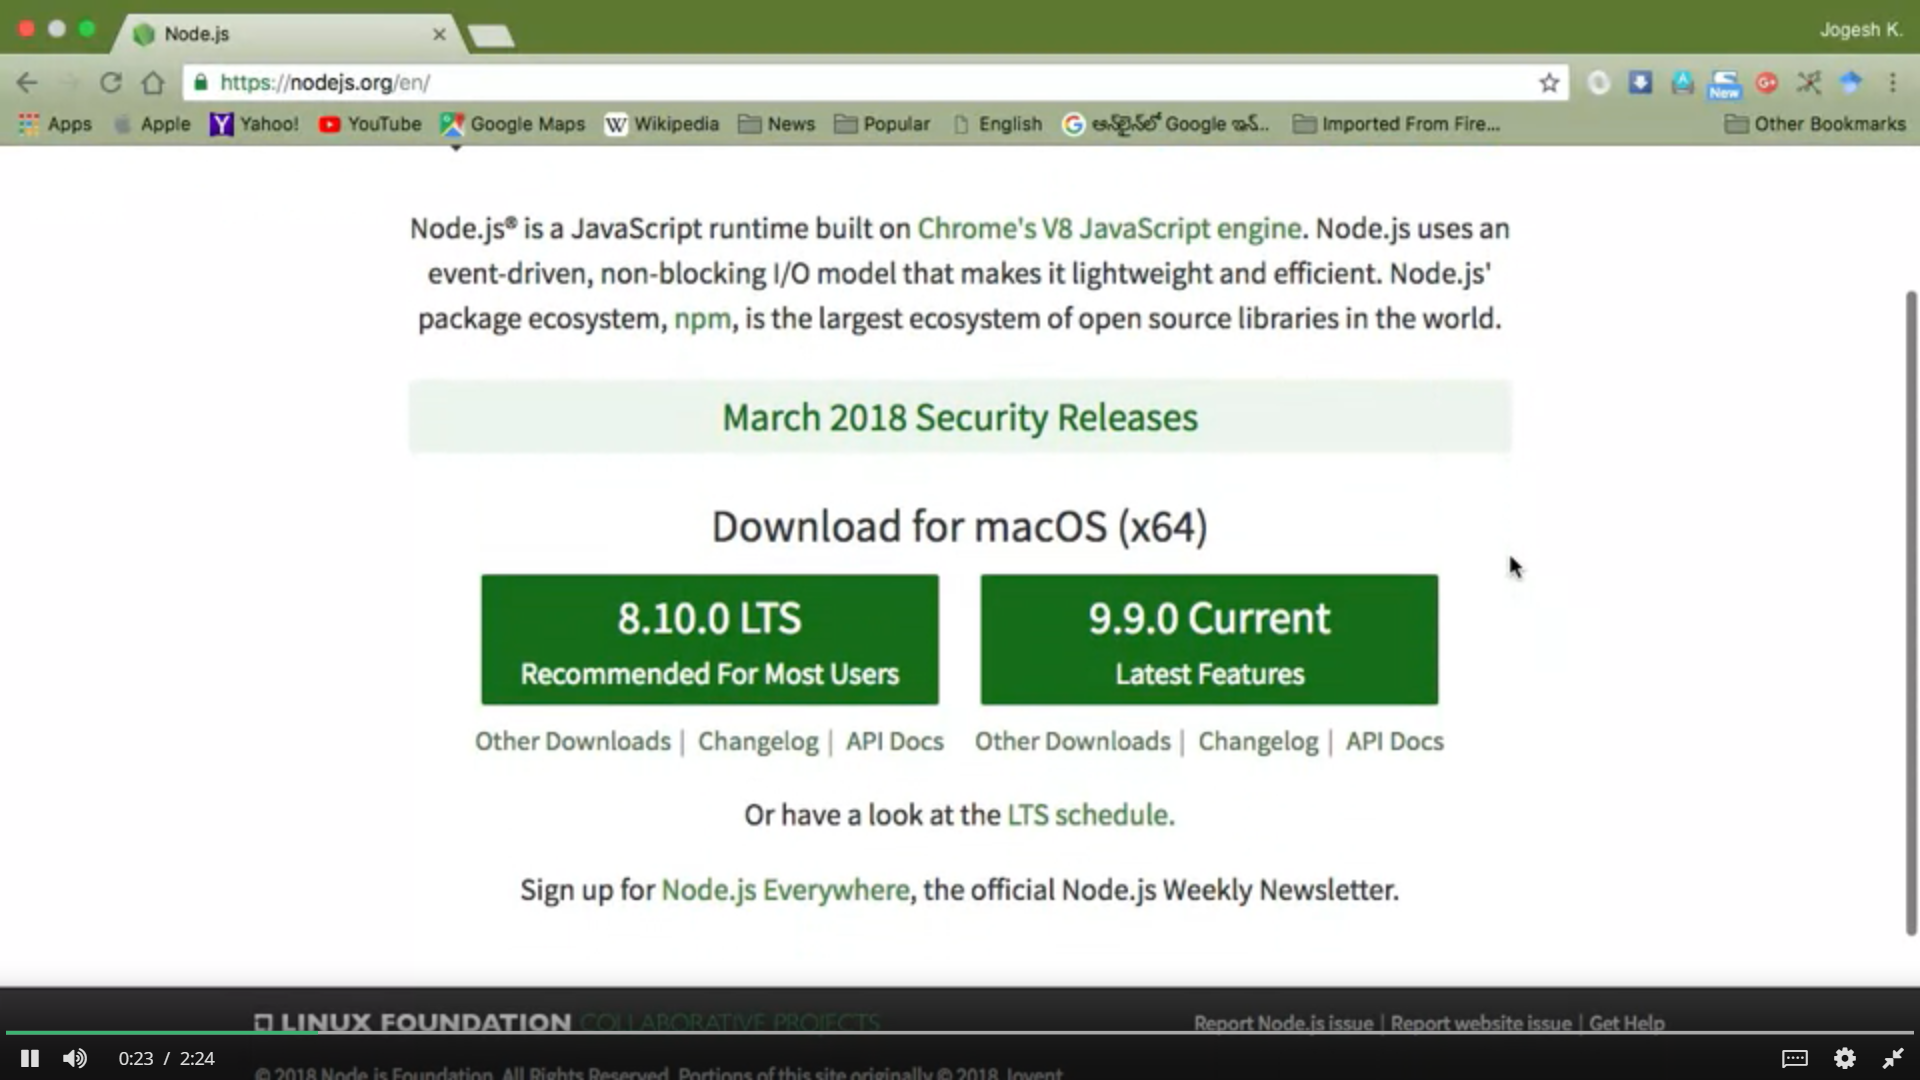 Node.js
Jogesh K.
https://nodejs.org/en/
New
Apps Apple Yahoo! YouTube Google Maps Wikipedia News Popular English ఆన్‌లైన్‌లో Google ఇన్... Imported From Fire... Other Bookmarks
Node.js® is a JavaScript runtime built on Chrome's V8 JavaScript engine. Node.js uses an
event-driven, non-blocking I/O model that makes it lightweight and efficient. Node.js'
package ecosystem, npm, is the largest ecosystem of open source libraries in the world.
March 2018 Security Releases
Download for macOS (x64)
8.10.0 LTS
Recommended For Most Users
9.9.0 Current
Latest Features
Other Downloads | Changelog | API Docs Other Downloads | Changelog | API Docs
Or have a look at the LTS schedule.
Sign up for Node.js Everywhere, the official Node.js Weekly Newsletter.
LINUX FOUNDATION COLLABORATIVE PROJECTS
Report Node.js issue | Report website issue | Get Help
0:23 / 2:24
© 2018 Node.js Foundation. All Rights Reserved. Portions of this site originally © 2018 Joyent.